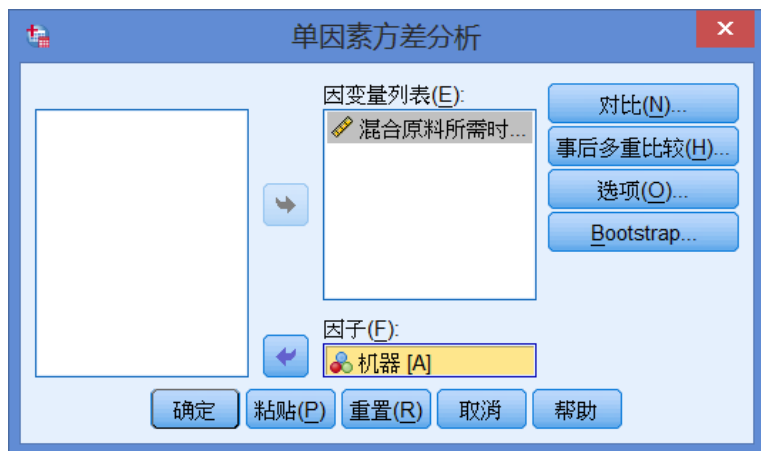 单因素方差分析
因变量列表(E):
混合原料所需时...
对比(N)...
事后多重比较(H)...
选项(O)...
Bootstrap...
因子(F):
机器 [A]
确定
粘贴(P)
重置(R)
取消
帮助